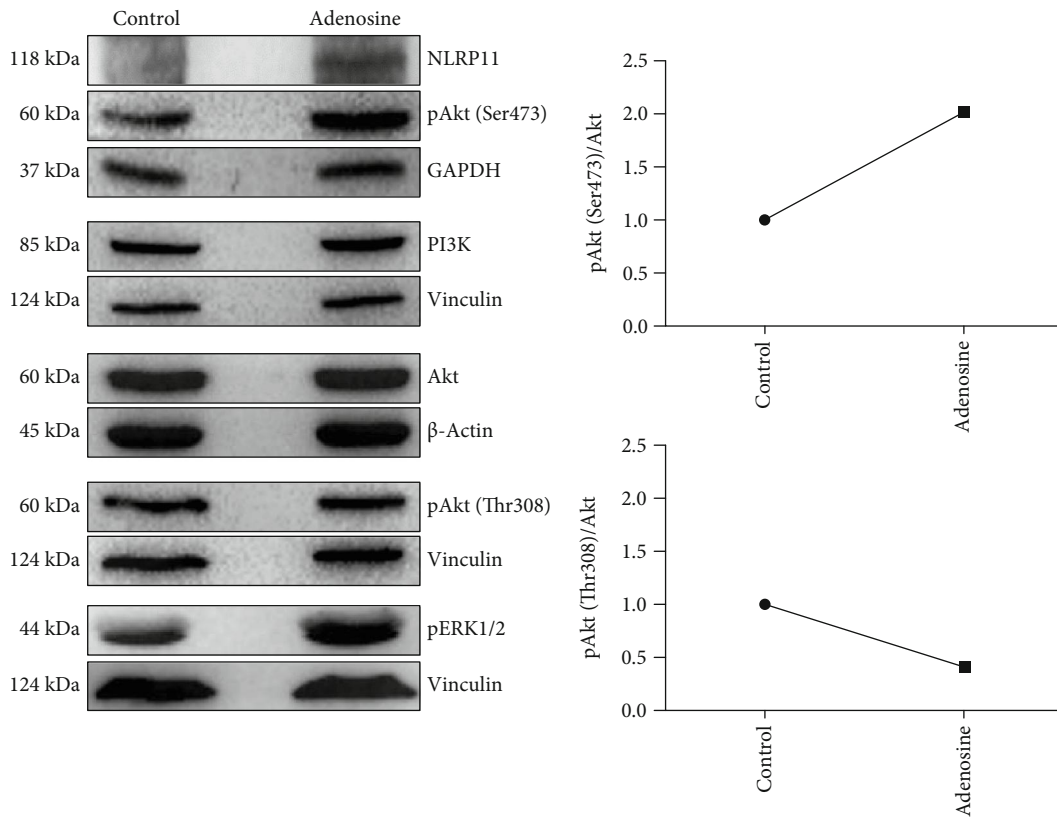 Control Adenosine
118 kDa NLRP11
60 kDa pAkt (Ser473)
37 kDa GAPDH
85 kDa PI3K
124 kDa Vinculin
60 kDa Akt
45 kDa β-Actin
60 kDa pAkt (Thr308)
124 kDa Vinculin
44 kDa pERK1/2
124 kDa Vinculin
pAkt (Ser473)/Akt
2.5
2.0
1.5
1.0
0.5
0.0
Control
Adenosine
pAkt (Thr308)/Akt
2.5
2.0
1.5
1.0
0.5
0.0
Control
Adenosine